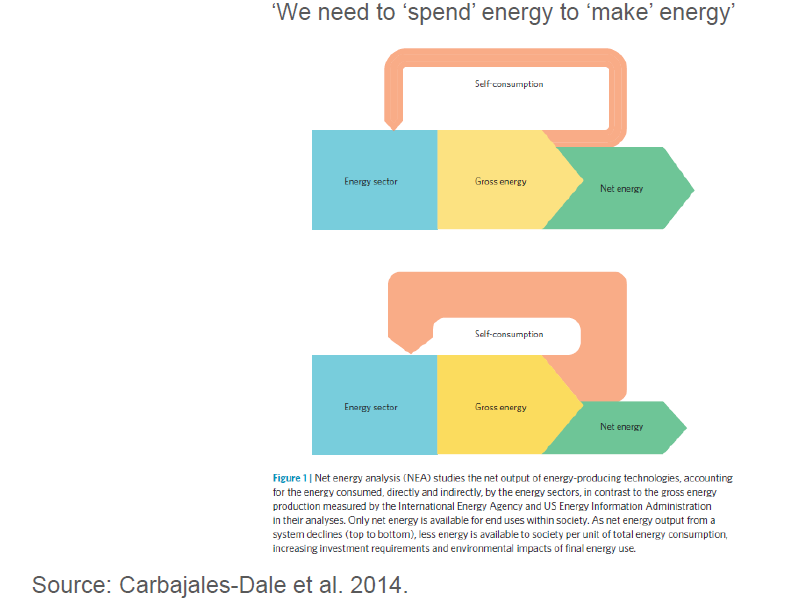 ‘We need to ‘spend’ energy to ‘make’ energy’
Self-consumption
Energy sector
Gross energy
Net energy
Self-consumption
Energy sector
Gross energy
Net energy
Figure 1 | Net energy analysis (NEA) studies the net output of energy-producing technologies, accounting
for the energy consumed, directly and indirectly, by the energy sectors, in contrast to the gross energy
production measured by the International Energy Agency and US Energy Information Administration
in their analyses. Only net energy is available for end uses within society. As net energy output from a
system declines (top to bottom), less energy is available to society per unit of total energy consumption,
increasing investment requirements and environmental impacts of final energy use.
Source: Carbajales-Dale et al. 2014.